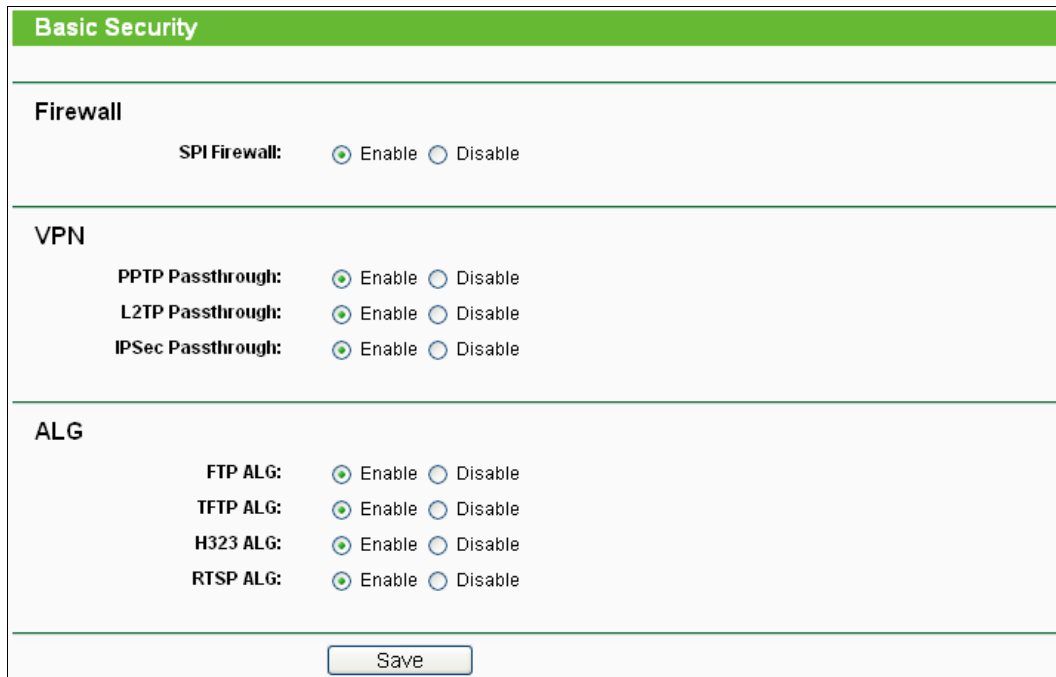 Basic Security
Firewall
SPI Firewall: Enable Disable
VPN
PPTP Passthrough: Enable Disable
L2TP Passthrough: Enable Disable
IPSec Passthrough: Enable Disable
ALG
FTP ALG: Enable Disable
TFTP ALG: Enable Disable
H323 ALG: Enable Disable
RTSP ALG: Enable Disable
Save